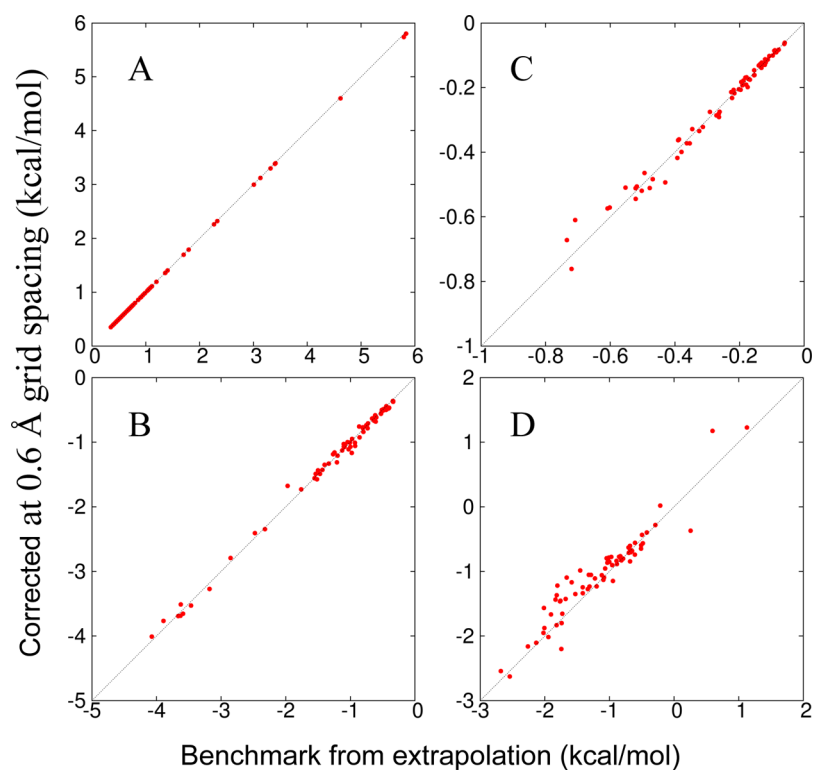 Corrected at 0.6 Å grid spacing (kcal/mol)
A
6
5
4
3
2
1
0
0 1 2 3 4 5 6
C
0
-0.2
-0.4
-0.6
-0.8
-1
-1 -0.8 -0.6 -0.4 -0.2 0
B
0
-1
-2
-3
-4
-5
-5 -4 -3 -2 -1 0
D
2
1
0
-1
-2
-3
-3 -2 -1 0 1 2
Benchmark from extrapolation (kcal/mol)